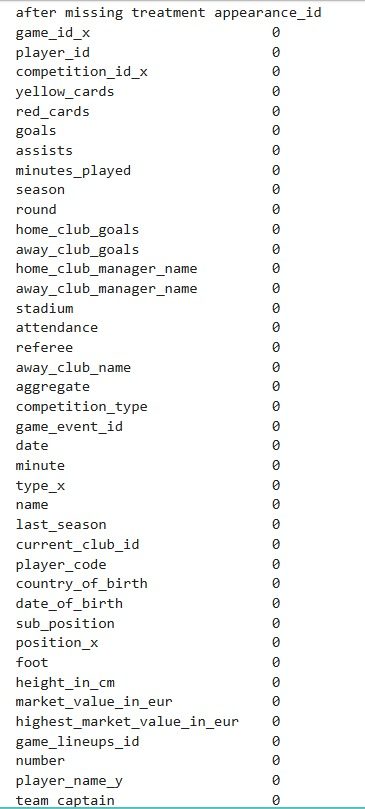 after missing treatment appearance_id
game_id_x 0
player_id 0
competition_id_x 0
yellow_cards 0
red_cards 0
goals 0
assists 0
minutes_played 0
season 0
round 0
home_club_goals 0
away_club_goals 0
home_club_manager_name 0
away_club_manager_name 0
stadium 0
attendance 0
referee 0
away_club_name 0
aggregate 0
competition_type 0
game_event_id 0
date 0
minute 0
type_x 0
name 0
last_season 0
current_club_id 0
player_code 0
country_of_birth 0
date_of_birth 0
sub_position 0
position_x 0
foot 0
height_in_cm 0
market_value_in_eur 0
highest_market_value_in_eur 0
game_lineups_id 0
number 0
player_name_y 0
team_captain 0